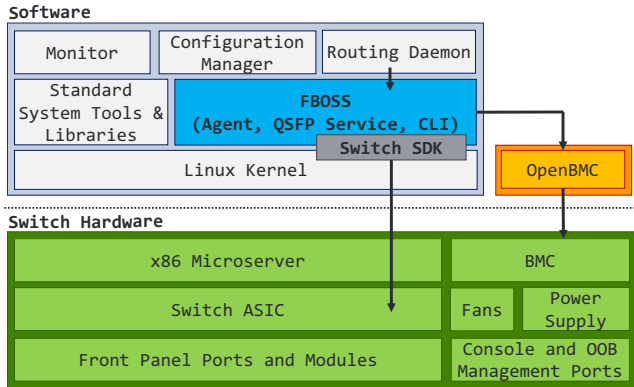 Software
Monitor
Configuration
Manager
Routing Daemon
Standard
System Tools &
Libraries
FBOSS
(Agent, QSFP Service, CLI)
Switch SDK
Linux Kernel
OpenBMC
Switch Hardware
x86 Microserver
BMC
Switch ASIC
Fans
Power
Supply
Front Panel Ports and Modules
Console and OOB
Management Ports